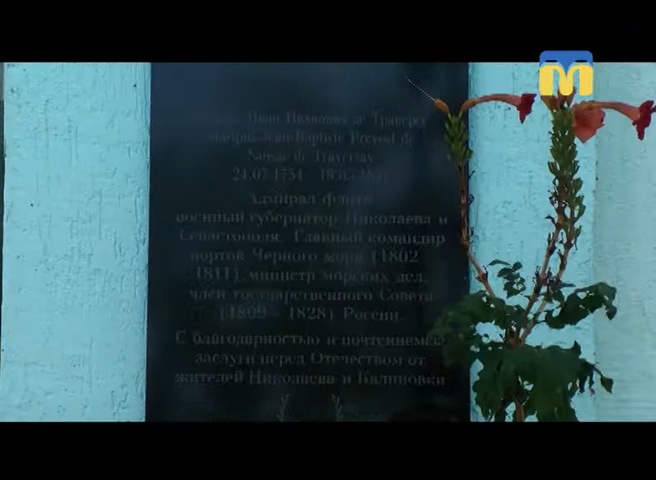 Иван Иванович де Траверсе
маркиз Jean-Baptiste Prevost de
Sansac de Traversay
24.07.1754
Адмирал флота
военный губернатор Николаева и
Севастополя. Главный командир
портов Черного моря (1802
1811), министр морских дел,
член государственного Совета
(1809 - 1828) России
С благодарностью и почтением за
заслуги перед Отечеством от
жителей Николаева и Калиновки